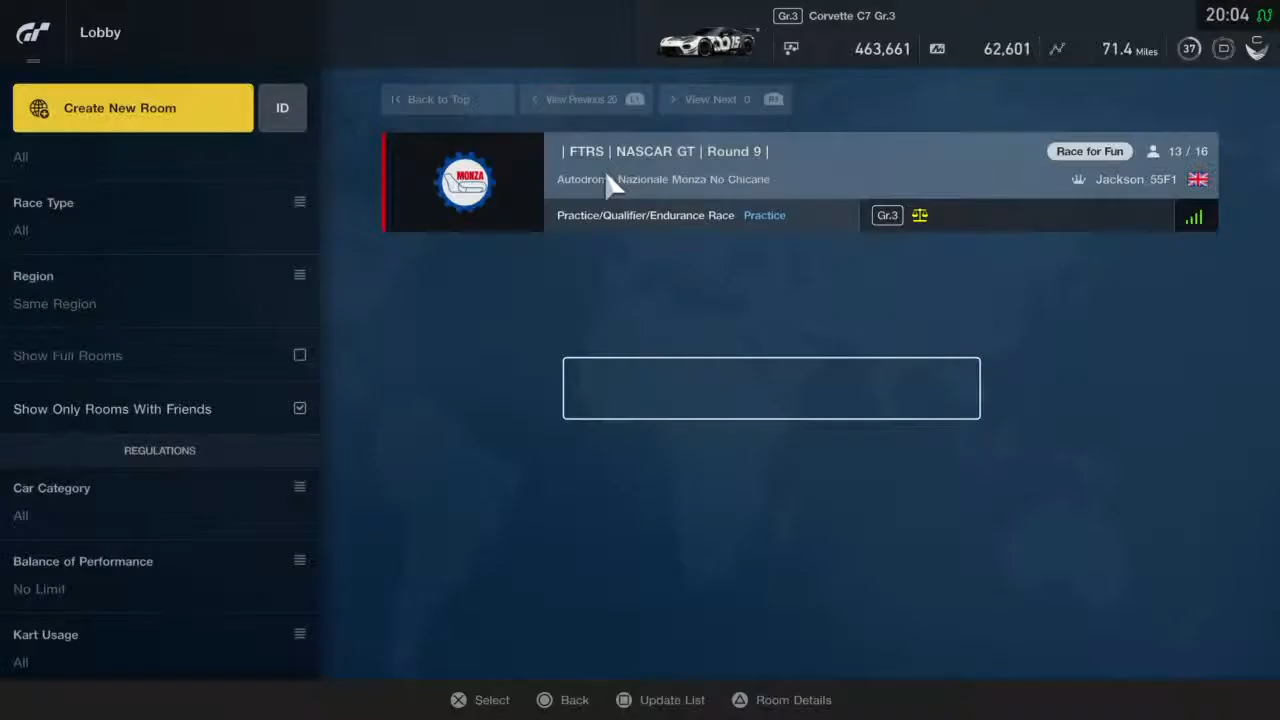 Lobby
Gr.3 Corvette C7 Gr.3
20:04
463,661
62,601
71.4 Miles
37
D
C
Create New Room
ID
All
Race Type
All
Region
Same Region
Show Full Rooms
Show Only Rooms With Friends
REGULATIONS
Car Category
All
Balance of Performance
No Limit
Kart Usage
All
Back to Top
View Previous 20 L1
View Next 0 R1
MONZA
| FTRS | NASCAR GT | Round 9 |
Race for Fun
13 / 16
Nazionale Monza No Chicane
Jackson_55F1
Practice/Qualifier/Endurance Race Practice
Gr.3
Select
Back
Update List
Room Details